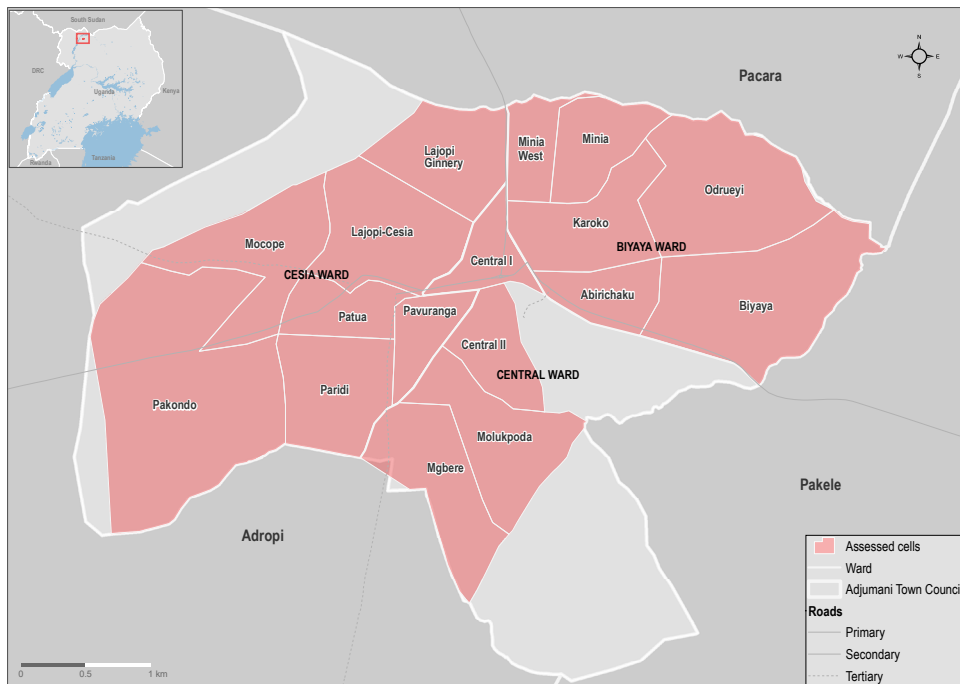 South Sudan
DRC
Uganda
Kenya
Rwanda
Tanzania
N
W E
S
Pacara
Lajopi
Ginnery
Minia
West
Minia
Odrueyi
Mocope
Lajopi-Cesia
Karoko
BIYAYA WARD
CESIA WARD
Central I
Abirichaku
Biyaya
Patua
Pavuranga
Central II
CENTRAL WARD
Pakondo
Paridi
Molukpoda
Mgbere
Pakele
Adropi
Assessed cells
Ward
Adjumani Town Council
Roads
Primary
Secondary
Tertiary
0 0.5 1 km